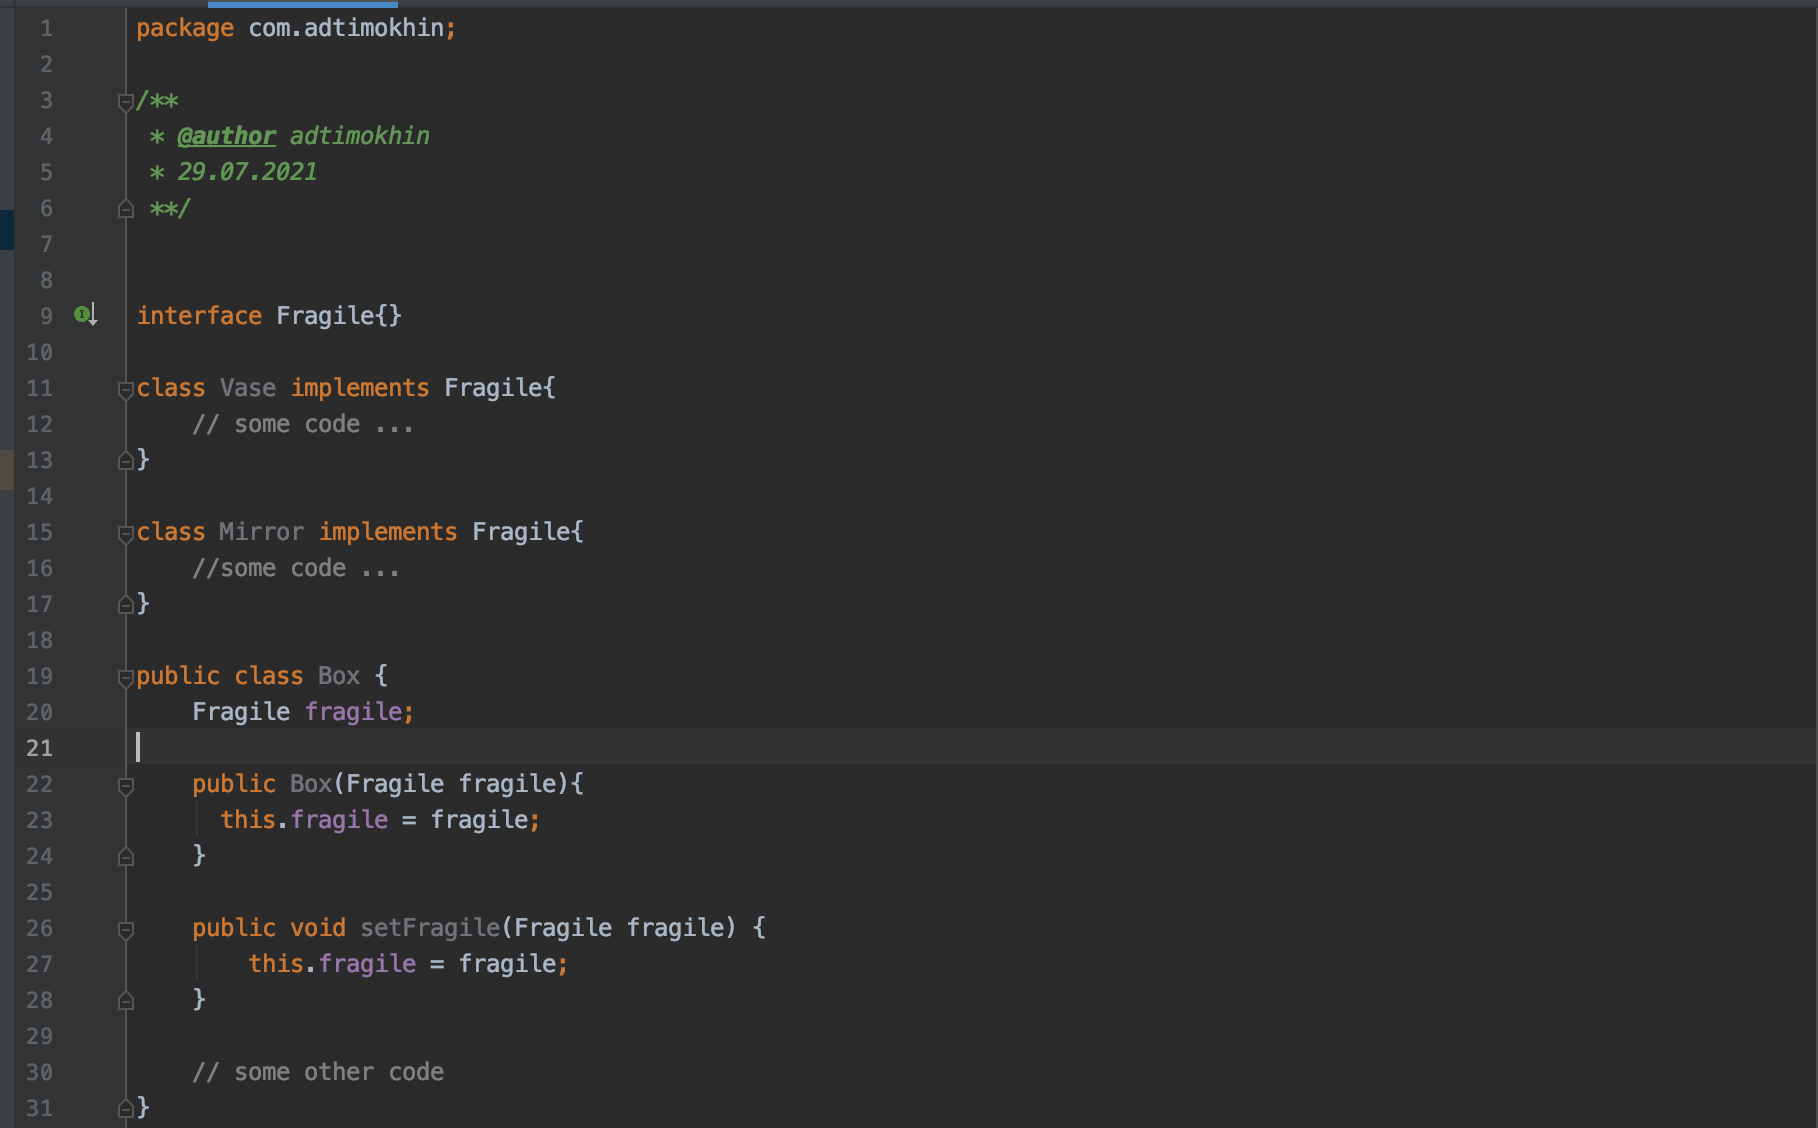 1 package com.adtimokhin;
2
3 /**
4 * @author adtimokhin
5 * 29.07.2021
6 **/
7
8
9 interface Fragile{}
10
11 class Vase implements Fragile{
12 // some code ...
13 }
14
15 class Mirror implements Fragile{
16 //some code ...
17 }
18
19 public class Box {
20 Fragile fragile;
21
22 public Box(Fragile fragile){
23 this.fragile = fragile;
24 }
25
26 public void setFragile(Fragile fragile) {
27 this.fragile = fragile;
28 }
29
30 // some other code
31 }